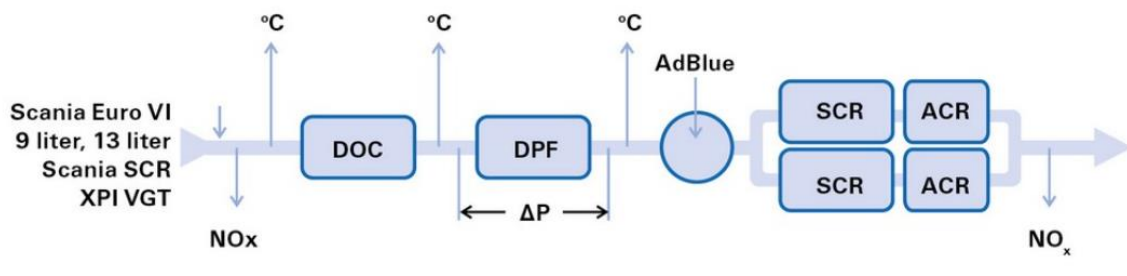 °C
°C
°C
AdBlue
Scania Euro VI
9 liter, 13 liter
Scania SCR
XPI VGT
DOC
DPF
SCR
ACR
SCR
ACR
ΔP
NOx
NOₓ